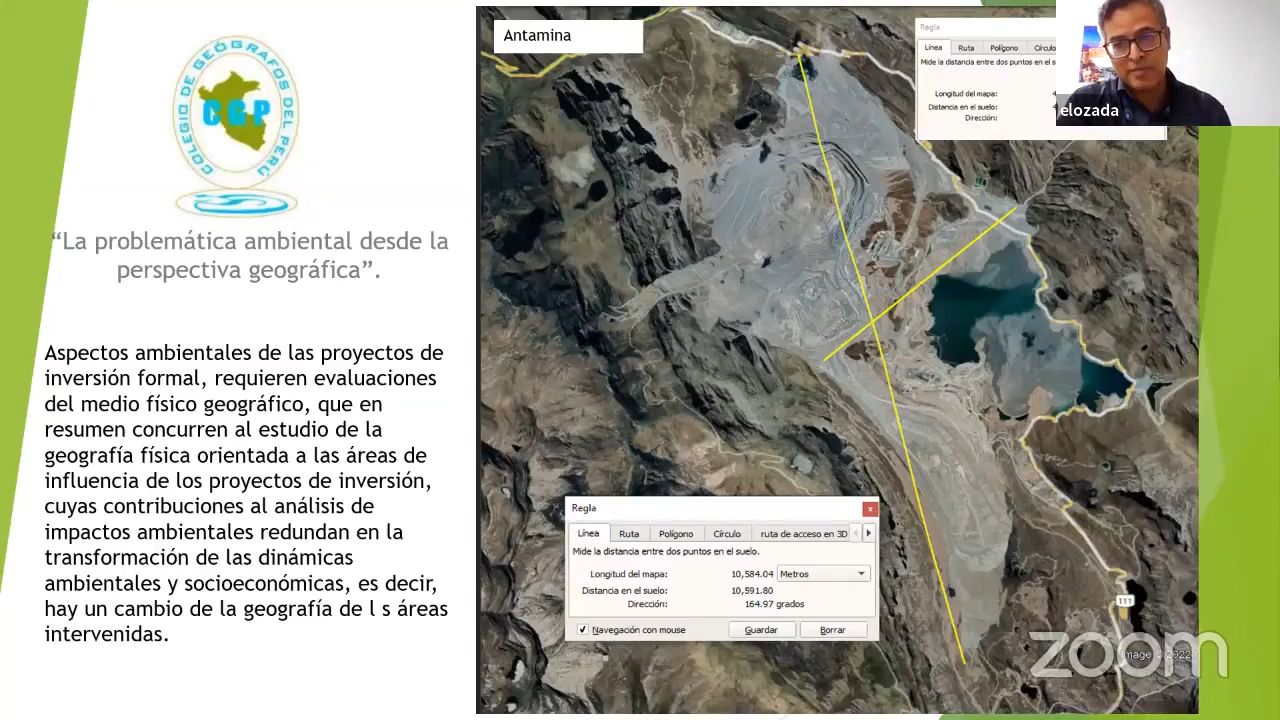 COLEGIO DE GEÓGRAFOS DEL PERÚ
CGP
“La problemática ambiental desde la
perspectiva geográfica”.
Aspectos ambientales de las proyectos de
inversión formal, requieren evaluaciones
del medio físico geográfico, que en
resumen concurren al estudio de la
geografía física orientada a las áreas de
influencia de los proyectos de inversión,
cuyas contribuciones al análisis de
impactos ambientales redundan en la
transformación de las dinámicas
ambientales y socioeconómicas, es decir,
hay un cambio de la geografía de l s áreas
intervenidas.
Antamina
Regla
Línea Ruta Polígono Círculo
Mide la distancia entre dos puntos en el
Longitud del mapa:
Distancia en el suelo:
Dirección:
elozada
Regla
Línea Ruta Polígono Círculo ruta de acceso en 3D
Mide la distancia entre dos puntos en el suelo.
Longitud del mapa: 10,584.04 Metros
Distancia en el suelo: 10,591.80
Dirección: 164.97 grados
Navegación con mouse Guardar Borrar
111
zoom
Image © 2022